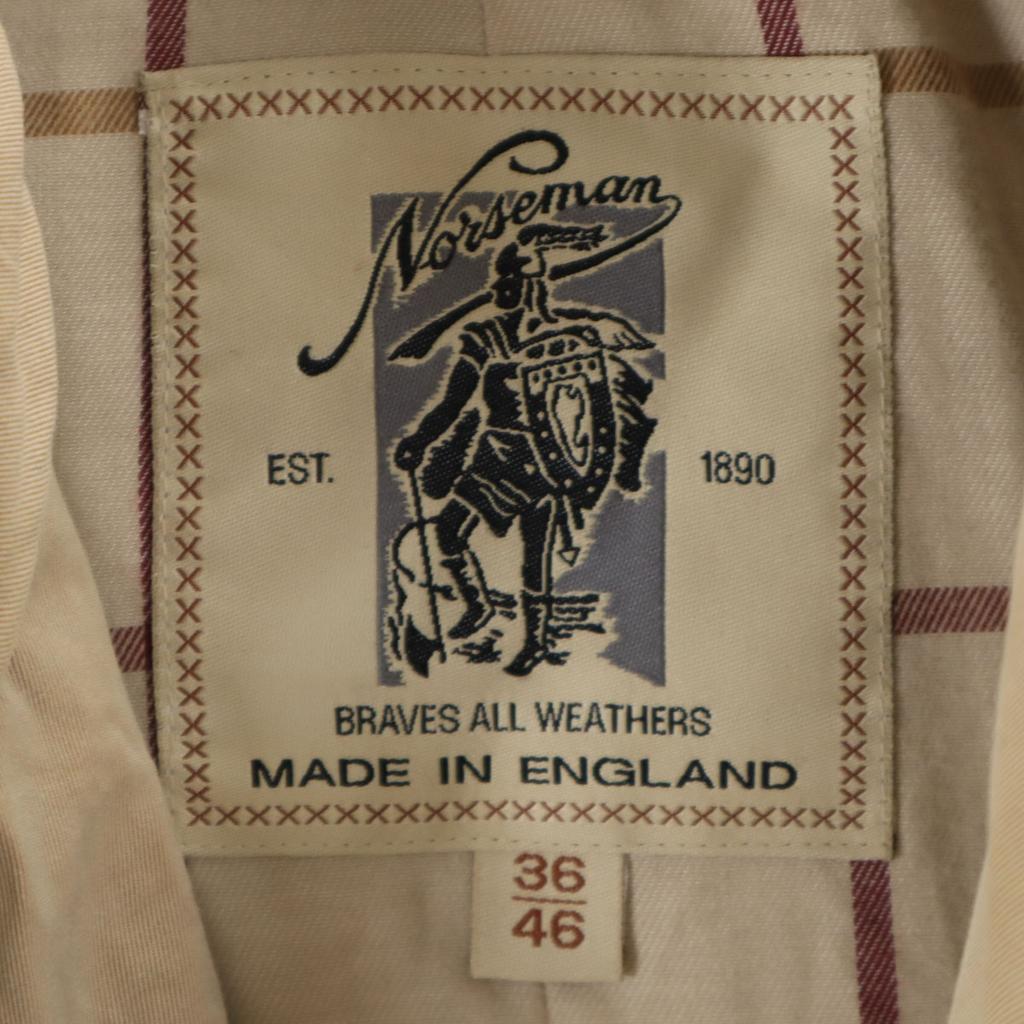 Norseman
EST. 1890
BRAVES ALL WEATHERS
MADE IN ENGLAND
36
46